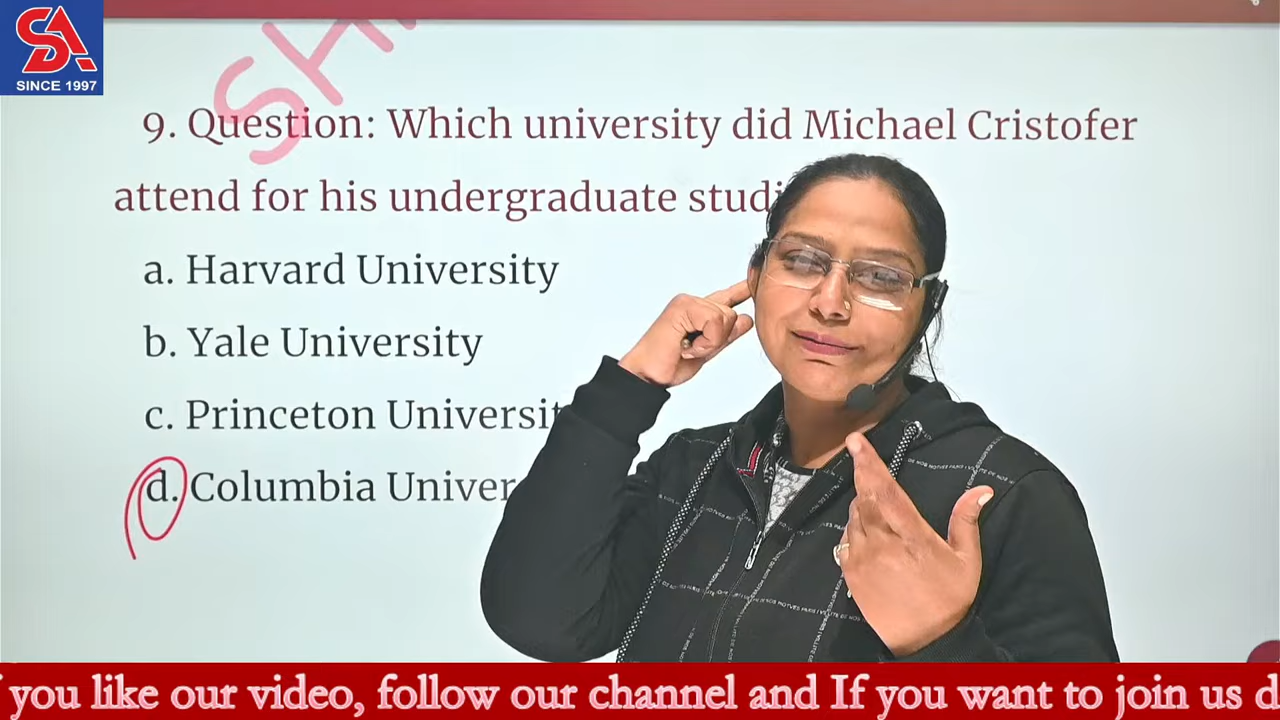 SA
SINCE 1997
SH
9. Question: Which university did Michael Cristofer
attend for his undergraduate
a. Harvard University
b. Yale University
c. Princeton
d. Columbia
you like our video, follow our channel and If you want to join us